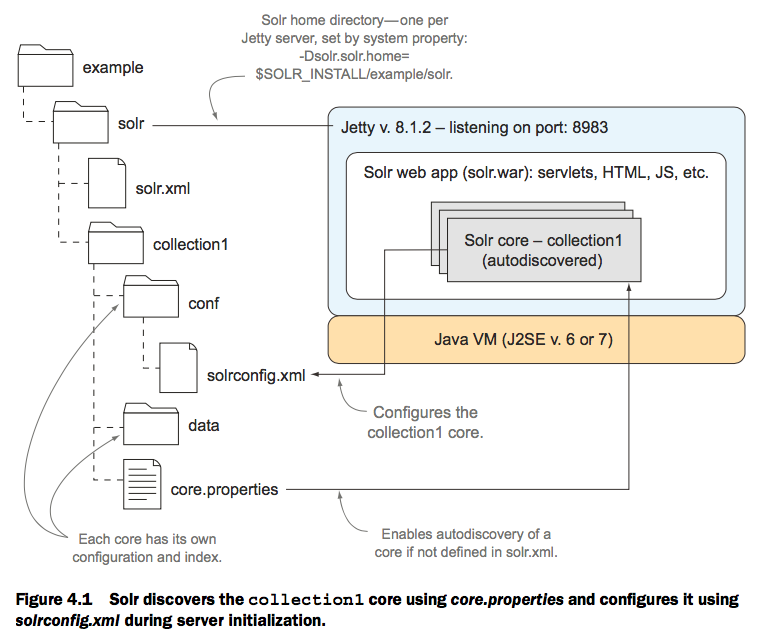 Solr home directory—one per
Jetty server, set by system property:
-Dsolr.solr.home=
$SOLR_INSTALL/example/solr.
example
solr
Jetty v. 8.1.2 – listening on port: 8983
Solr web app (solr.war): servlets, HTML, JS, etc.
solr.xml
Solr core – collection1
(autodiscovered)
collection1
conf
Java VM (J2SE v. 6 or 7)
solrconfig.xml
Configures the
collection1 core.
data
core.properties
Each core has its own
configuration and index.
Enables autodiscovery of a
core if not defined in solr.xml.
Figure 4.1 Solr discovers the collection1 core using core.properties and configures it using
solrconfig.xml during server initialization.